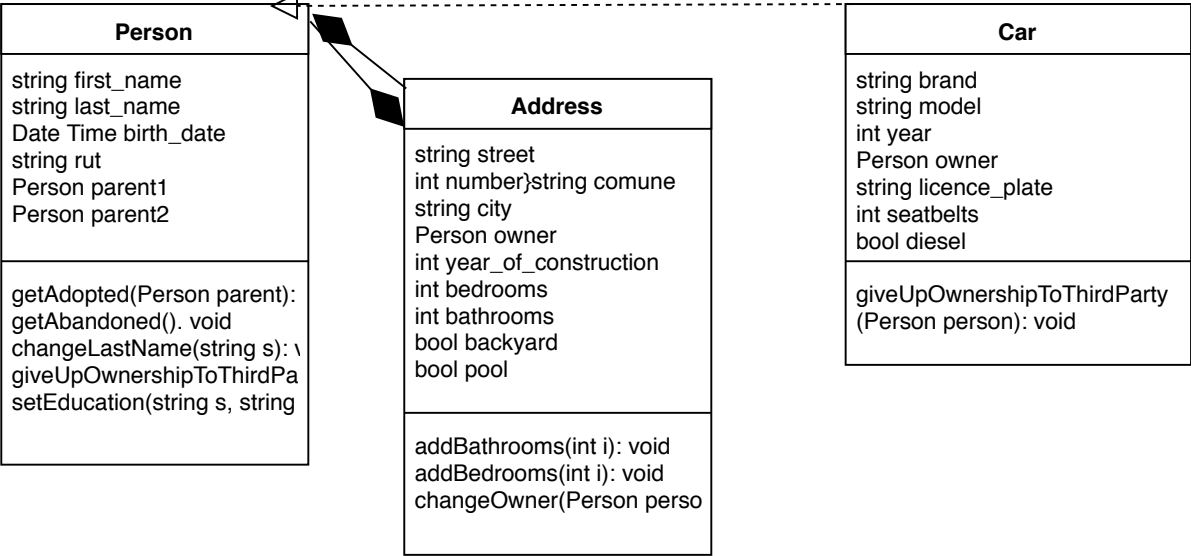 Person
string first_name
string last_name
Date Time birth_date
string rut
Person parent1
Person parent2
getAdopted(Person parent):
getAbandoned(). void
changeLastName(string s):
giveUpOwnershipToThirdPa
setEducation(string s, string
Address
string street
int number}string comune
string city
Person owner
int year_of_construction
int bedrooms
int bathrooms
bool backyard
bool pool
addBathrooms(int i): void
addBedrooms(int i): void
changeOwner(Person perso
Car
string brand
string model
int year
Person owner
string licence_plate
int seatbelts
bool diesel
giveUpOwnershipToThirdParty
(Person person): void